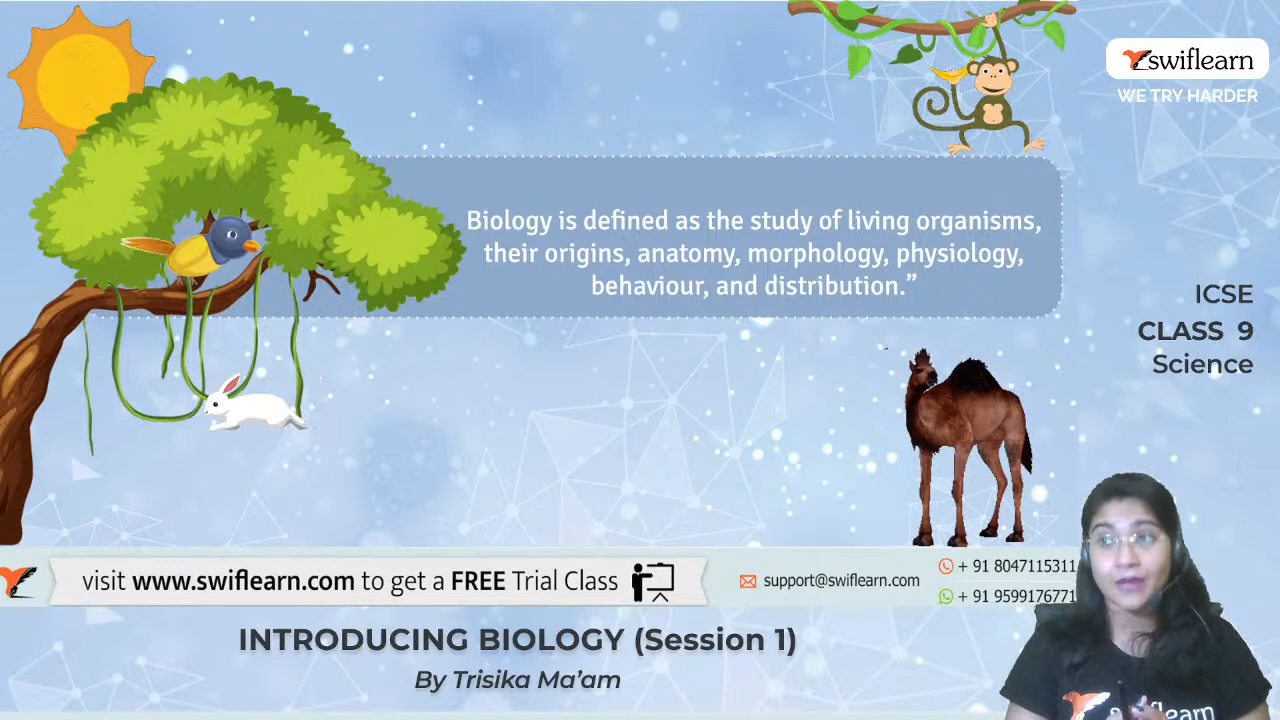 swiflearn
WE TRY HARDER
Biology is defined as the study of living organisms,
their origins, anatomy, morphology, physiology,
behaviour, and distribution.”
ICSE
CLASS 9
Science
visit www.swiflearn.com to get a FREE Trial Class
support@swiflearn.com
+ 91 8047115311
+ 91 9599176771
INTRODUCING BIOLOGY (Session 1)
By Trisika Ma’am